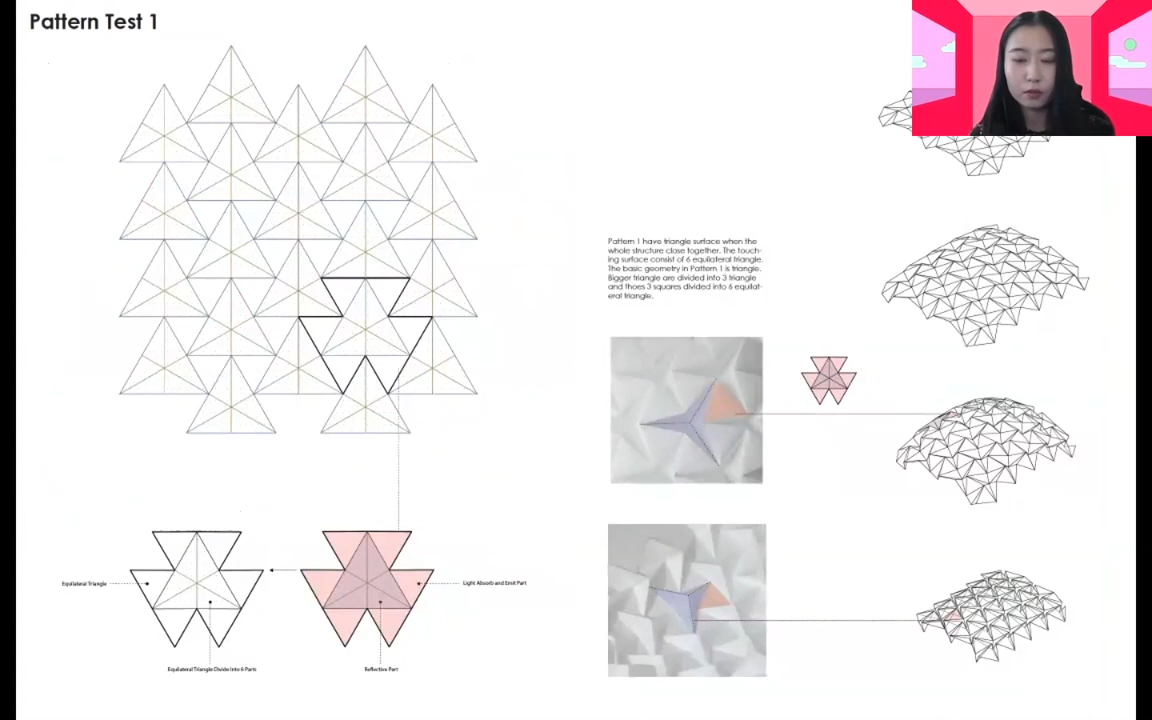 Pattern Test 1
Pattern 1 have triangle surface when the
whole structure close together. The touch-
ing surface consist of 6 equilateral triangle.
The basic geometry in Pattern 1 is triangle.
Bigger triangle are divided into 3 triangle
and thoes 3 squares divided into 6 equilat-
eral triangle.
Equilateral Triangle
Light Absorb and Emit Part
Equilateral Triangle Divide Into 6 Parts
Reflective Part